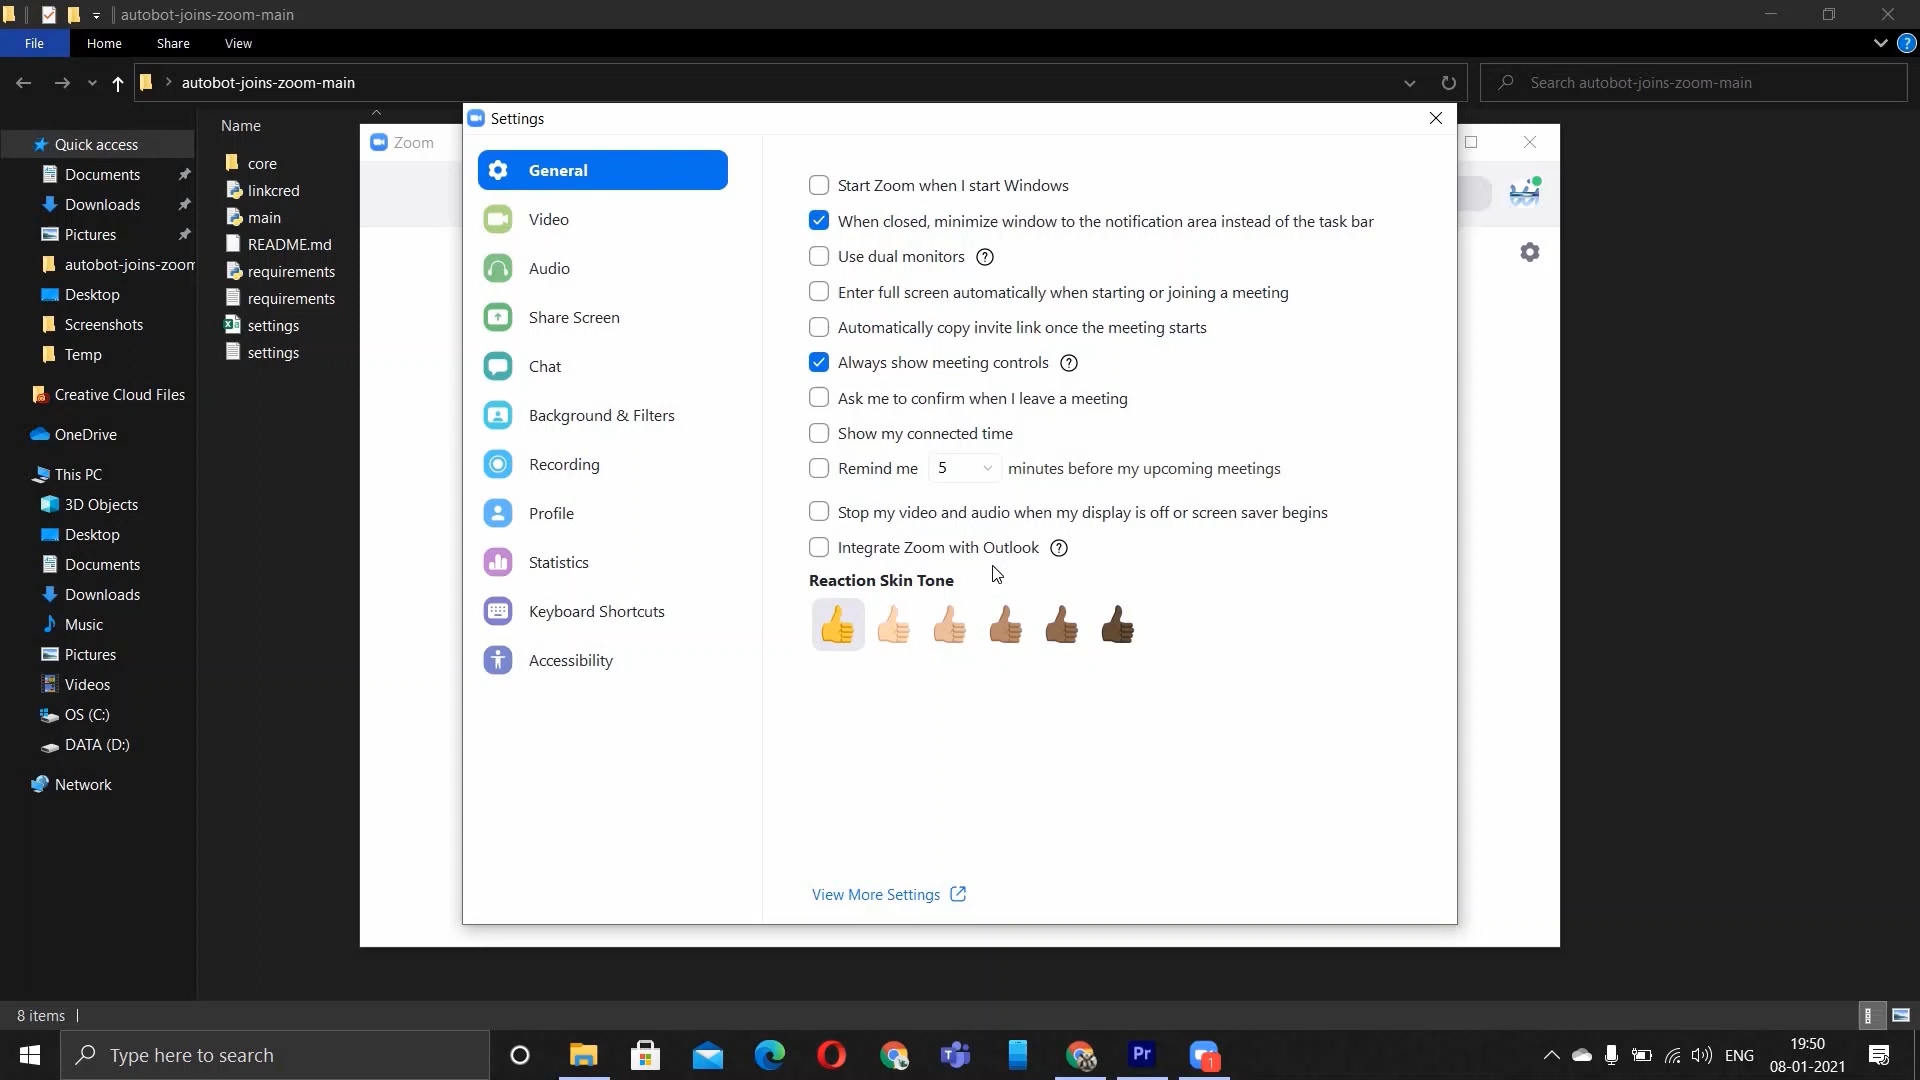 autobot-joins-zoom-main
File Home Share View
autobot-joins-zoom-main
Search autobot-joins-zoom-main
Quick access
Documents
Downloads
Pictures
autobot-joins-zoom
Desktop
Screenshots
Temp
Creative Cloud Files
OneDrive
This PC
3D Objects
Desktop
Documents
Downloads
Music
Pictures
Videos
OS (C:)
DATA (D:)
Network
Name
core
linkcred
main
README.md
requirements
requirements
settings
settings
Zoom
Settings
General
Video
Audio
Share Screen
Chat
Background & Filters
Recording
Profile
Statistics
Keyboard Shortcuts
Accessibility
Start Zoom when I start Windows
When closed, minimize window to the notification area instead of the task bar
Use dual monitors ?
Enter full screen automatically when starting or joining a meeting
Automatically copy invite link once the meeting starts
Always show meeting controls ?
Ask me to confirm when I leave a meeting
Show my connected time
Remind me 5 minutes before my upcoming meetings
Stop my video and audio when my display is off or screen saver begins
Integrate Zoom with Outlook ?
Reaction Skin Tone
View More Settings
8 items
Type here to search
Pr
1
ENG
19:50
08-01-2021